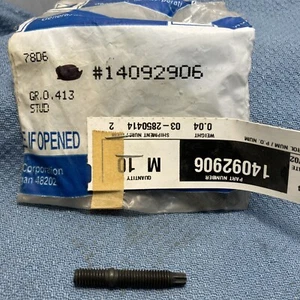 7806
#14092906
GR.0.413
STUD
E IF OPENED
Corporation
an 48202
WEIGHT
0.04
03-2850414
2
QUANTITY
M 10
PART NUMBER
14092906